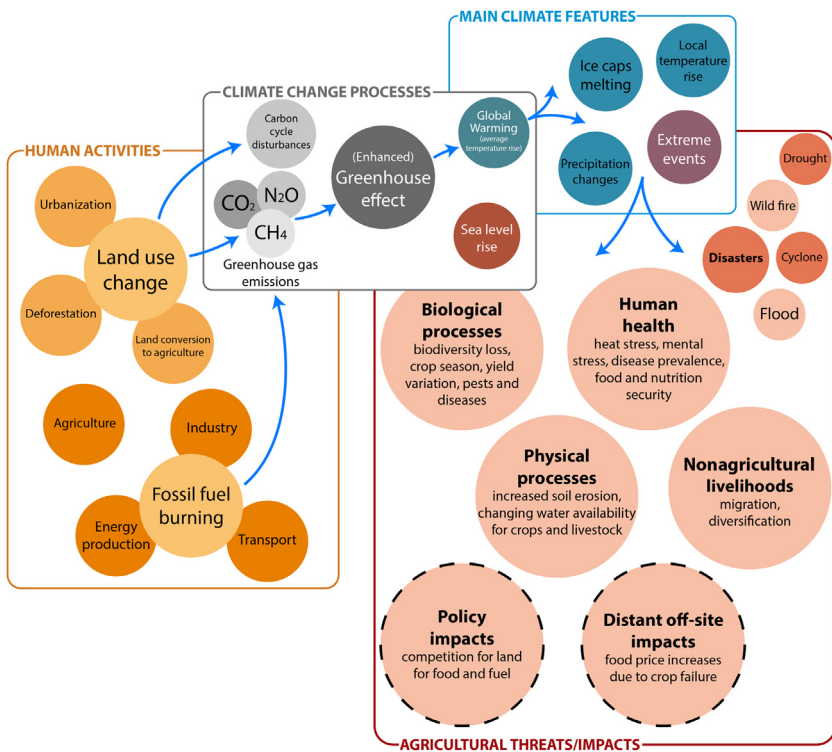 MAIN CLIMATE FEATURES
Ice caps
melting
Local
temperature
rise
Precipitation
changes
Extreme
events
CLIMATE CHANGE PROCESSES
Carbon
cycle
disturbances
CO₂
N2O
CH4
Greenhouse gas
emissions
(Enhanced)
Greenhouse
effect
Global
Warming
(average
temperature rise)
Sea level
rise
HUMAN ACTIVITIES
Urbanization
Land use
change
Deforestation
Land conversion
to agriculture
Agriculture
Industry
Fossil fuel
burning
Energy
production
Transport
Drought
Wild fire
Disasters
Cyclone
Flood
Biological
processes
biodiversity loss,
crop season, yield
variation, pests and
diseases
Human
health
heat stress, mental
stress, disease prevalence,
food and nutrition
security
Physical
processes
increased soil erosion,
changing water availability
for crops and livestock
Nonagricultural
livelihoods
migration,
diversification
Policy
impacts
competition for land
for food and fuel
Distant off-site
impacts
food price increases
due to crop failure
AGRICULTURAL THREATS/IMPACTS